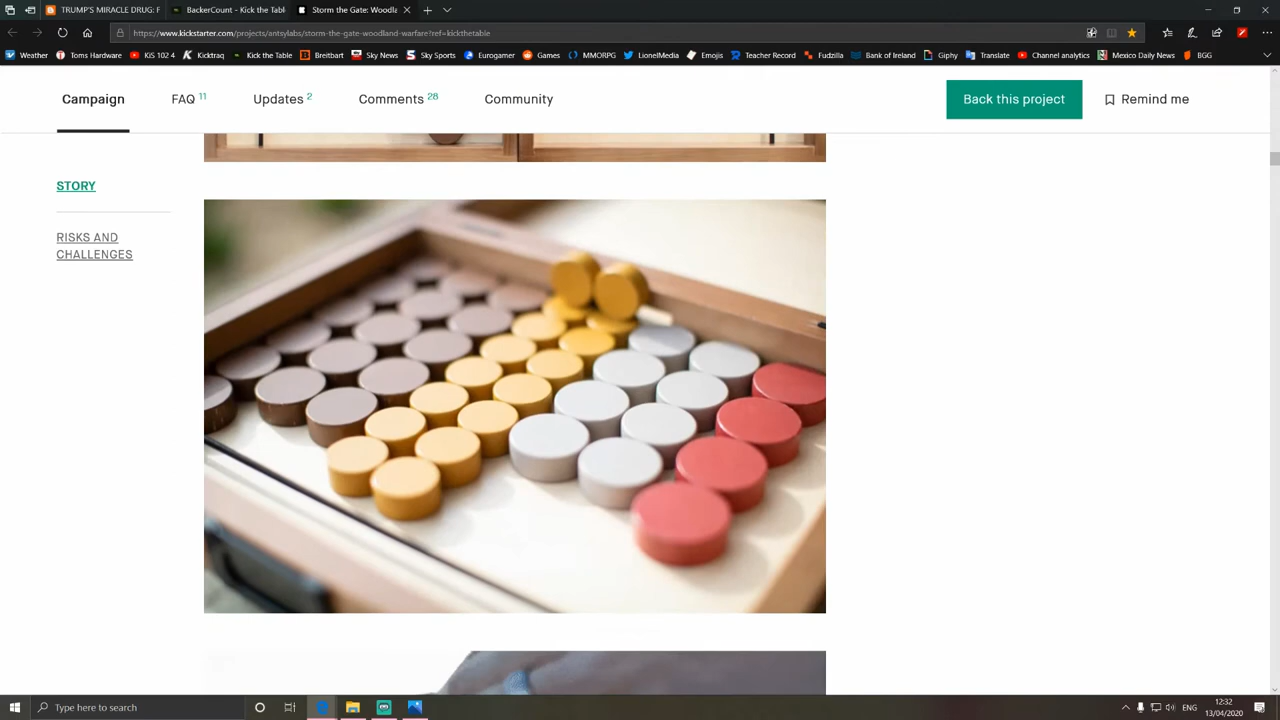 TRUMP'S MIRACLE DRUG: F
BackerCount - Kick the Tabl
Storm the Gate: Woodla
https://www.kickstarter.com/projects/antsylabs/storm-the-gate-woodland-warfare?ref=kickthetable
Weather
Toms Hardware
KiS 102 4
Kicktraq
Kick the Table
Breitbart
Sky News
Sky Sports
Eurogamer
Reddit
Games
MMORPG
LionelMedia
Emojis
Teacher Record
Fudzilla
Bank of Ireland
Giphy
Translate
Channel analytics
Mexico Daily News
BGG
Campaign
FAQ 11
Updates 2
Comments 28
Community
Back this project
Remind me
STORY
RISKS AND
CHALLENGES
Type here to search
ENG
12:32
13/04/2020